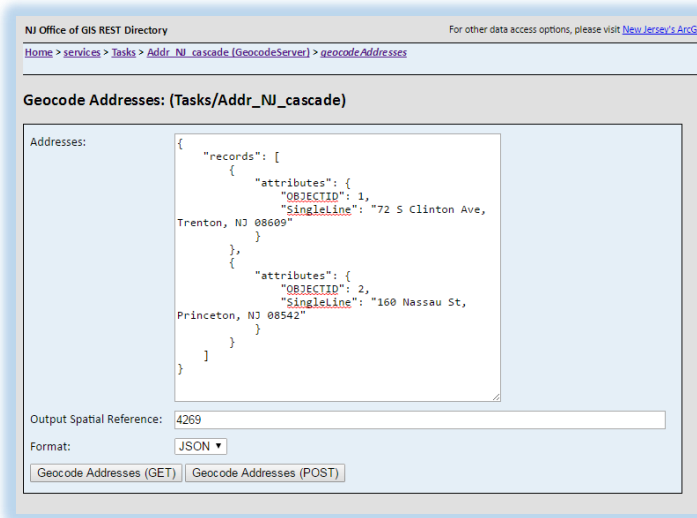 NJ Office of GIS REST Directory
For other data access options, please visit New Jersey's ArcG
Home > services > Tasks > Addr_NJ_cascade (GeocodeServer) > geocodeAddresses
Geocode Addresses: (Tasks/Addr_NJ_cascade)
Addresses:
{
    "records": [
        {
            "attributes": {
                "OBJECTID": 1,
                "SingleLine": "72 S Clinton Ave,
Trenton, NJ 08609"
            }
        },
        {
            "attributes": {
                "OBJECTID": 2,
                "SingleLine": "160 Nassau St,
Princeton, NJ 08542"
            }
        }
    ]
}
Output Spatial Reference: 4269
Format: JSON
Geocode Addresses (GET) Geocode Addresses (POST)